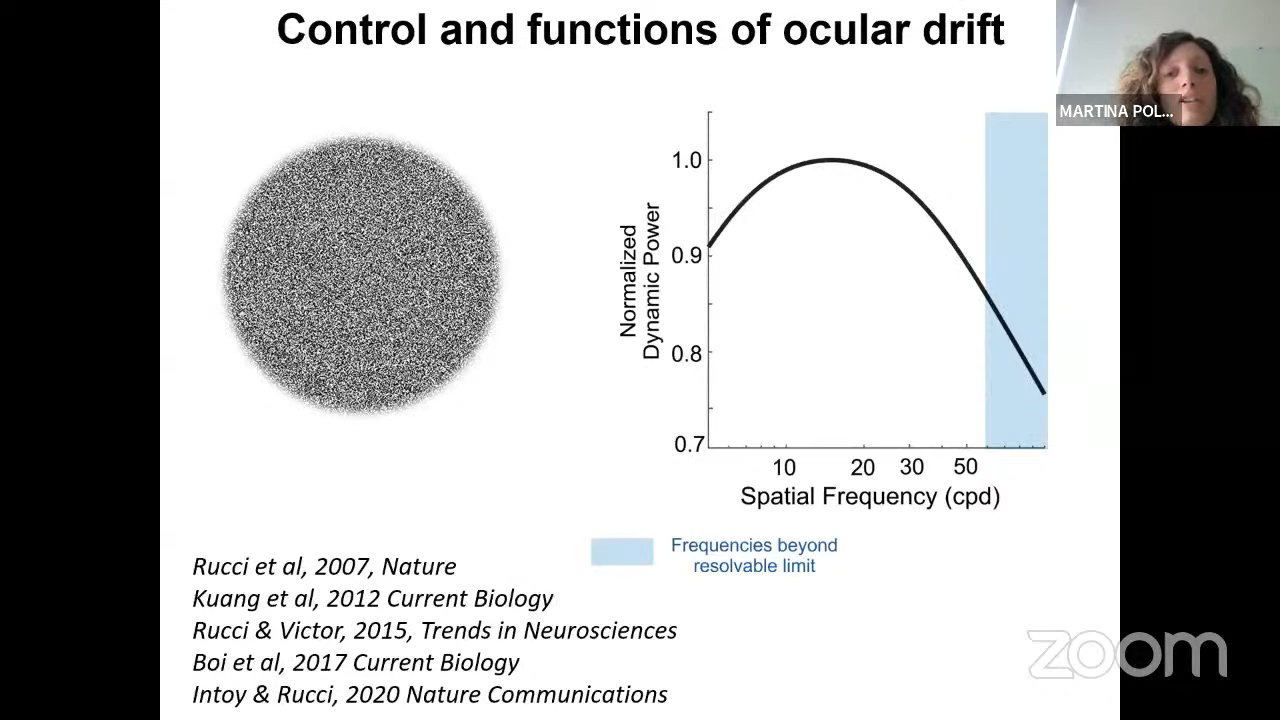 Control and functions of ocular drift
MARTINA POL...
Normalized
Dynamic Power
1.0
0.9
0.8
0.7
10 20 30 50
Spatial Frequency (cpd)
Frequencies beyond
resolvable limit
Rucci et al, 2007, Nature
Kuang et al, 2012 Current Biology
Rucci & Victor, 2015, Trends in Neurosciences
Boi et al, 2017 Current Biology
Intoy & Rucci, 2020 Nature Communications
zoom